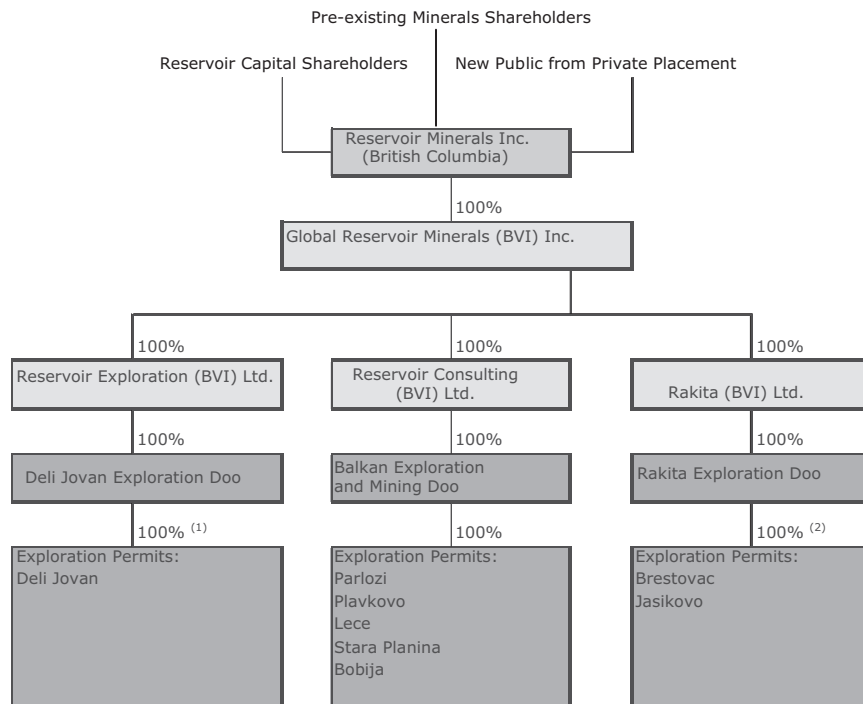 Pre-existing Minerals Shareholders
Reservoir Capital Shareholders
New Public from Private Placement
Reservoir Minerals Inc.
(British Columbia)
100%
Global Reservoir Minerals (BVI) Inc.
100%
100%
100%
Reservoir Exploration (BVI) Ltd.
Reservoir Consulting
(BVI) Ltd.
Rakita (BVI) Ltd.
100%
100%
100%
Deli Jovan Exploration Doo
Balkan Exploration
and Mining Doo
Rakita Exploration Doo
100% (1)
100%
100% (2)
Exploration Permits:
Deli Jovan
Exploration Permits:
Parlozi
Plavkovo
Lece
Stara Planina
Bobija
Exploration Permits:
Brestovac
Jasikovo